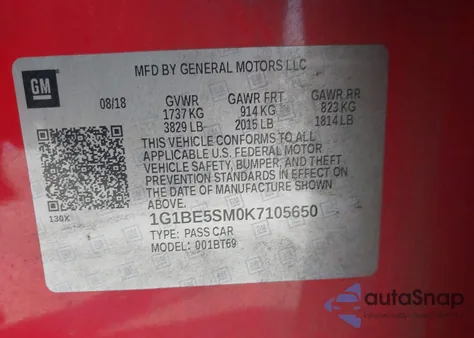 MFD BY GENERAL MOTORS LLC
GM
08/18 GVWR GAWR FRT GAWR RR
1737 KG 914 KG 823 KG
3829 LB 2015 LB 1814 LB
THIS VEHICLE CONFORMS TO ALL
APPLICABLE U.S. FEDERAL MOTOR
VEHICLE SAFETY, BUMPER, AND THEFT
PREVENTION STANDARDS IN EFFECT
ON THE DATE OF MANUFACTURE SHOWN
ABOVE.
130X
1G1BE5SM0K7105650
TYPE: PASS CAR
MODEL: 001BT69
autoSnap